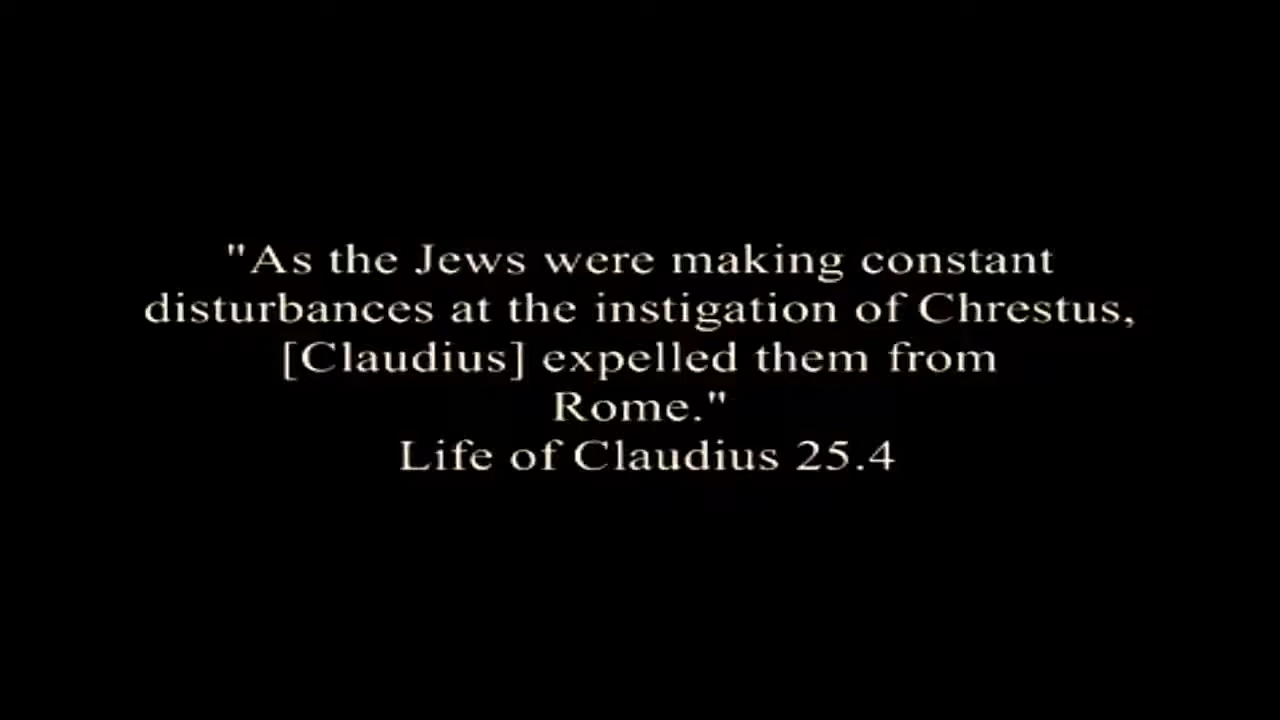 "As the Jews were making constant
disturbances at the instigation of Chrestus,
[Claudius] expelled them from
Rome."
Life of Claudius 25.4